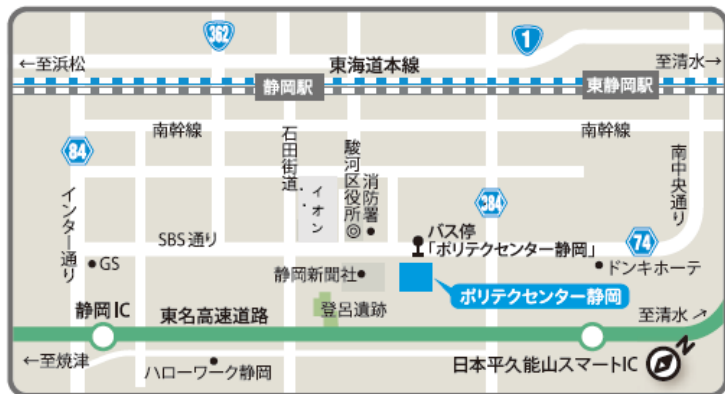 362
1
←至浜松
東海道本線
至清水→
静岡駅
東静岡駅
南幹線
南幹線
84
石田街道
駿河区役所◎
消防署
イオン
384
南中央通り
インター通り
SBS通り
バス停
「ポリテクセンター静岡」
74
GS
静岡新聞社
ドンキホーテ
ポリテクセンター静岡
静岡IC
東名高速道路
登呂遺跡
至清水↗
←至焼津
ハローワーク静岡
日本平久能山スマートIC
N